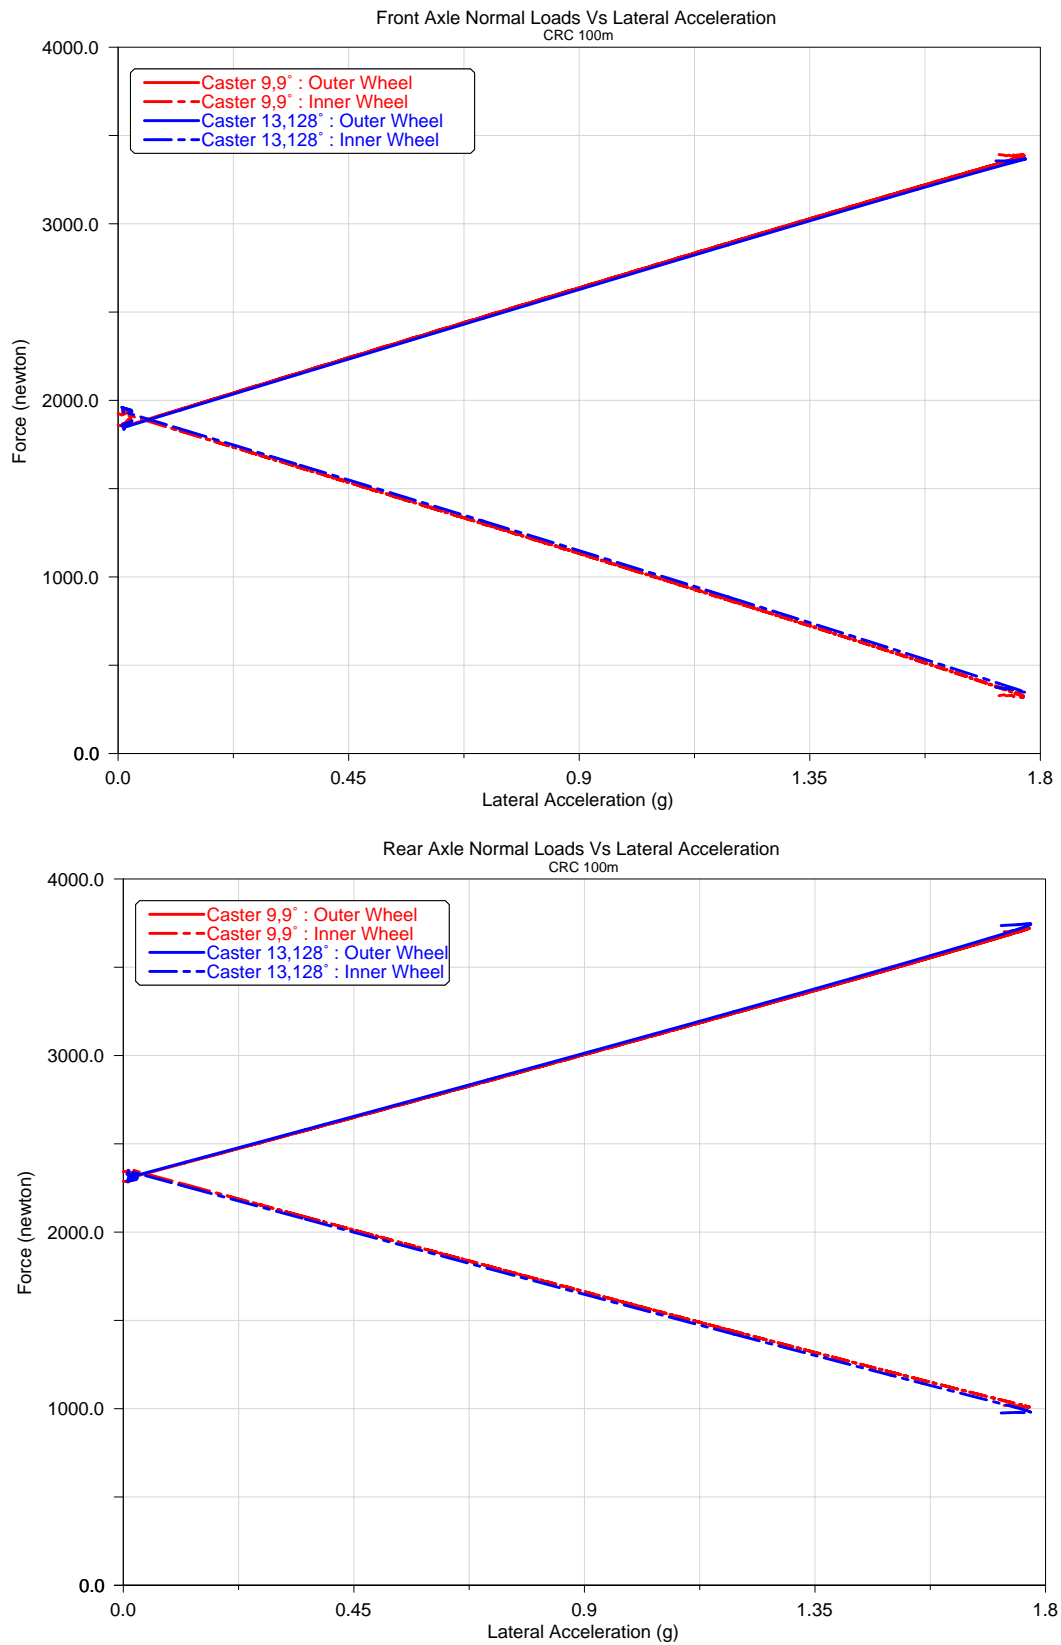 Front Axle Normal Loads Vs Lateral Acceleration
CRC 100m
4000.0
Caster 9,9° : Outer Wheel
Caster 9,9° : Inner Wheel
Caster 13,128° : Outer Wheel
Caster 13,128° : Inner Wheel
3000.0
Force (newton)
2000.0
1000.0
0.0
0.0 0.45 0.9 1.35 1.8
Lateral Acceleration (g)
Rear Axle Normal Loads Vs Lateral Acceleration
CRC 100m
4000.0
Caster 9,9° : Outer Wheel
Caster 9,9° : Inner Wheel
Caster 13,128° : Outer Wheel
Caster 13,128° : Inner Wheel
3000.0
Force (newton)
2000.0
1000.0
0.0
0.0 0.45 0.9 1.35 1.8
Lateral Acceleration (g)